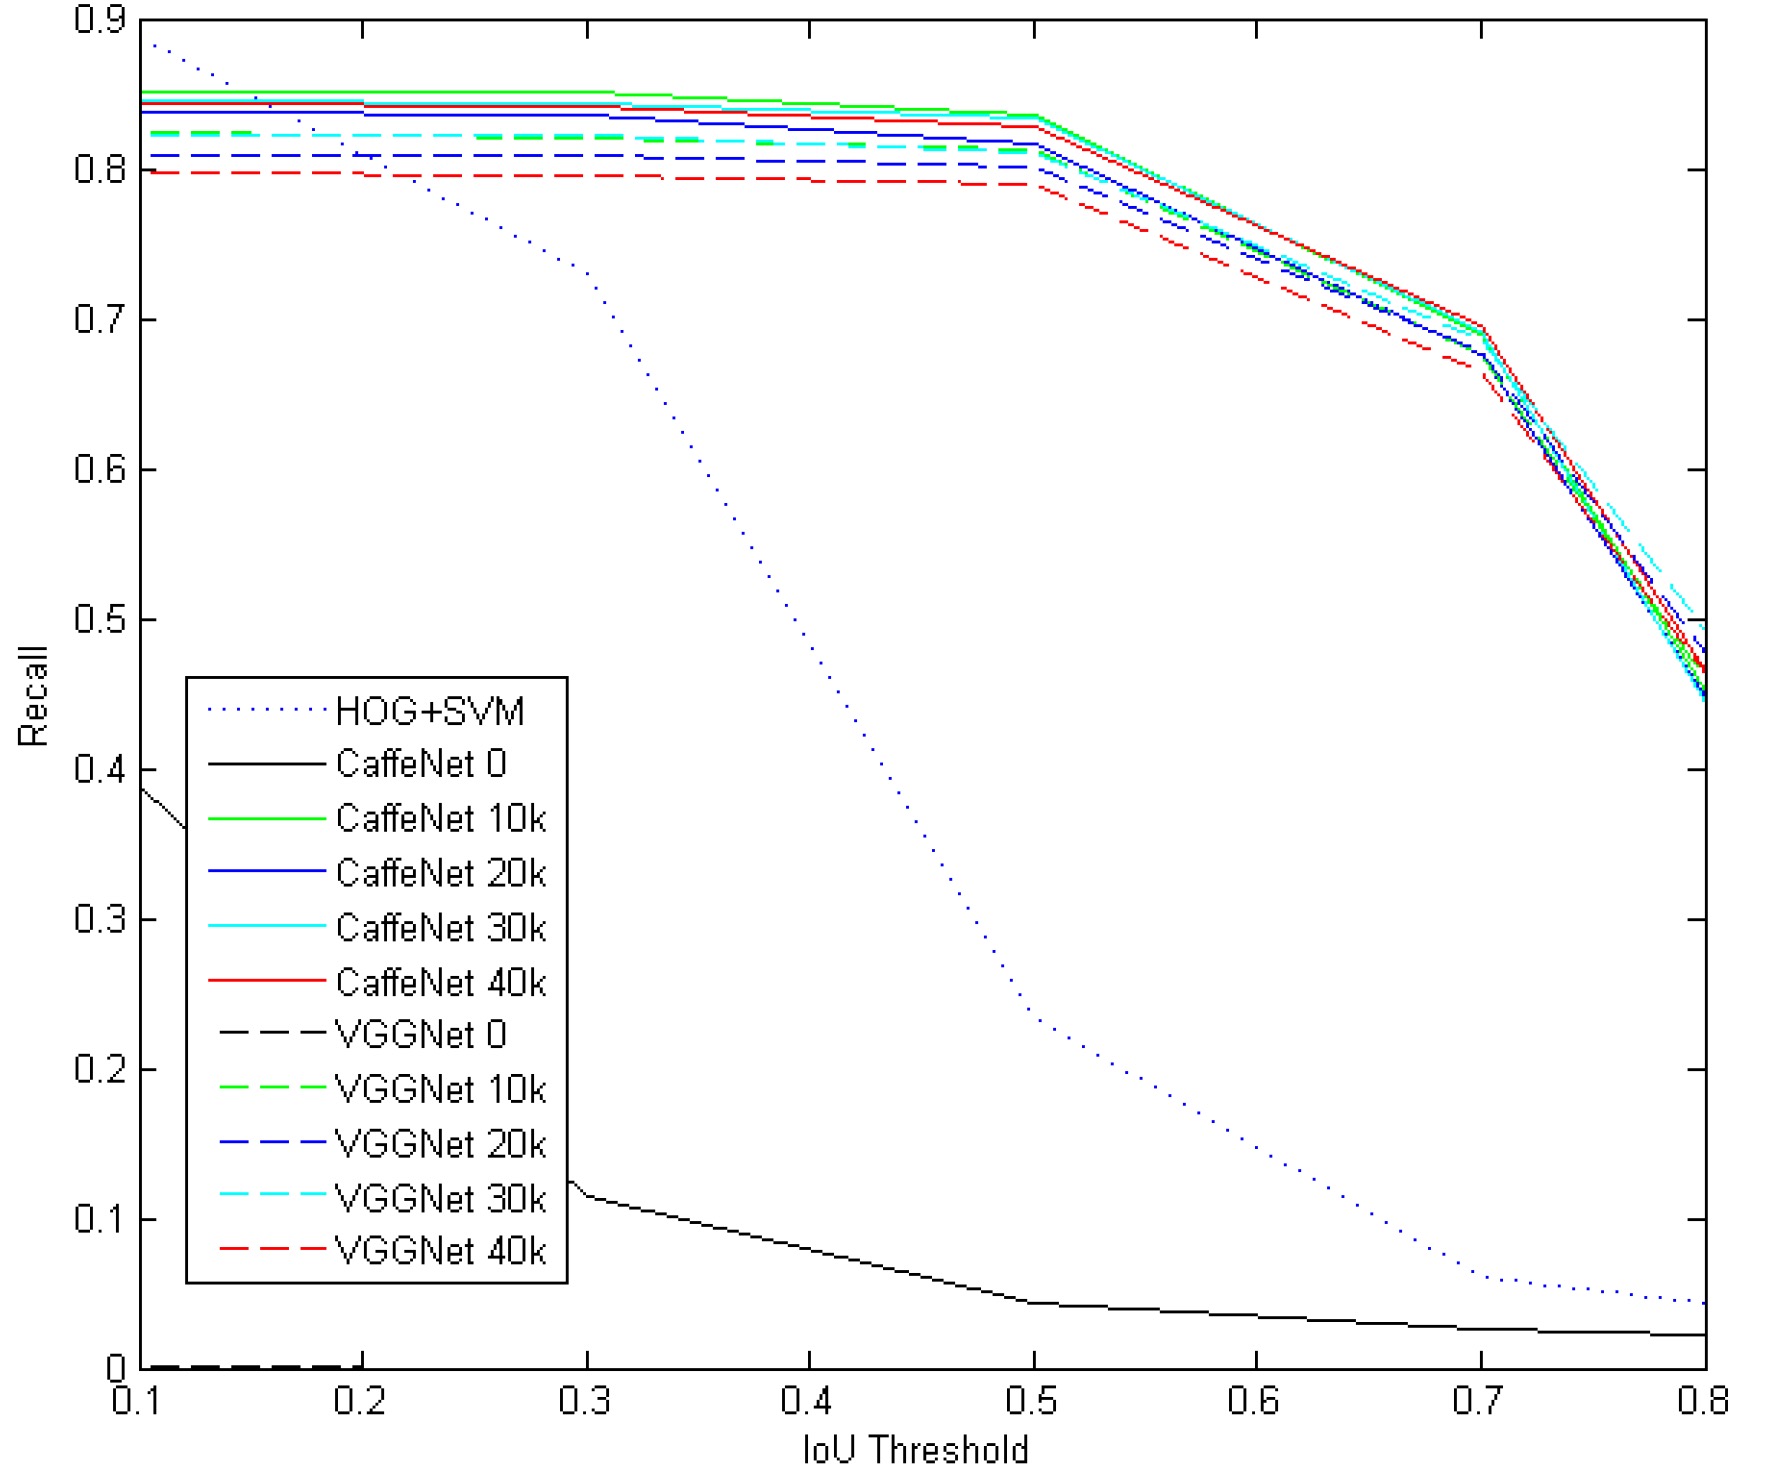 0.9
0.8
0.7
0.6
0.5
0.4
0.3
0.2
0.1
0
Recall
HOG+SVM
CaffeNet 0
CaffeNet 10k
CaffeNet 20k
CaffeNet 30k
CaffeNet 40k
VGGNet 0
VGGNet 10k
VGGNet 20k
VGGNet 30k
VGGNet 40k
0.1 0.2 0.3 0.4 0.5 0.6 0.7 0.8
IoU Threshold